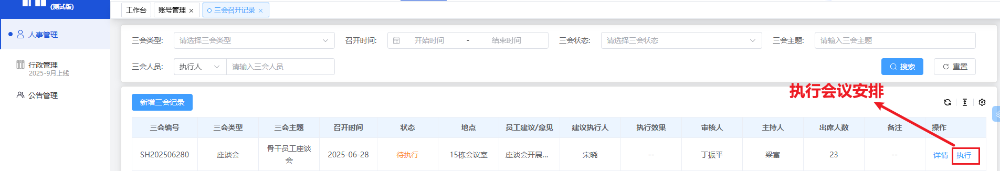 (测试版)
工作台
账号管理 ×
三会召开记录 ×
人事管理
行政管理
2025-9月上线
公告管理
三会类型: 请选择三会类型 召开时间: 开始时间 - 结束时间 三会状态: 请选择三会状态 三会主题: 请输入三会主题
三会人员: 执行人 请输入三会人员 搜索 重置
执行会议安排
新增三会记录
三会编号 三会类型 三会主题 召开时间 状态 地点 员工建议/意见 建议执行人 执行效果 审核人 主持人 出席人数 备注 操作
SH202506280 座谈会 骨干员工座谈会 2025-06-28 待执行 15栋会议室 座谈会开展... 宋晓 -- 丁振平 梁富 23 -- 详情 执行